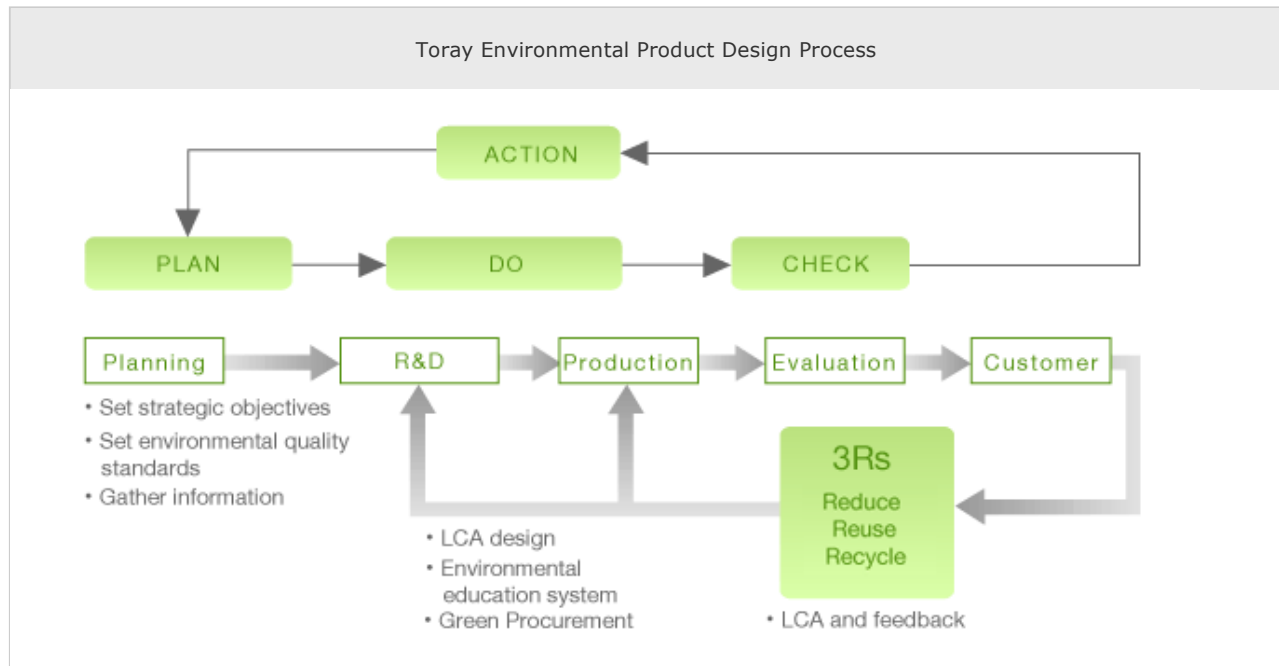 Toray Environmental Product Design Process
ACTION
PLAN
DO
CHECK
Planning
R&D
Production
Evaluation
Customer
• Set strategic objectives
• Set environmental quality
standards
• Gather information
3Rs
Reduce
Reuse
Recycle
• LCA design
• Environmental
education system
• Green Procurement
• LCA and feedback